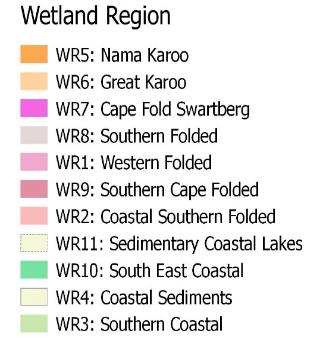 Wetland Region
WR5: Nama Karoo
WR6: Great Karoo
WR7: Cape Fold Swartberg
WR8: Southern Folded
WR1: Western Folded
WR9: Southern Cape Folded
WR2: Coastal Southern Folded
WR11: Sedimentary Coastal Lakes
WR10: South East Coastal
WR4: Coastal Sediments
WR3: Southern Coastal